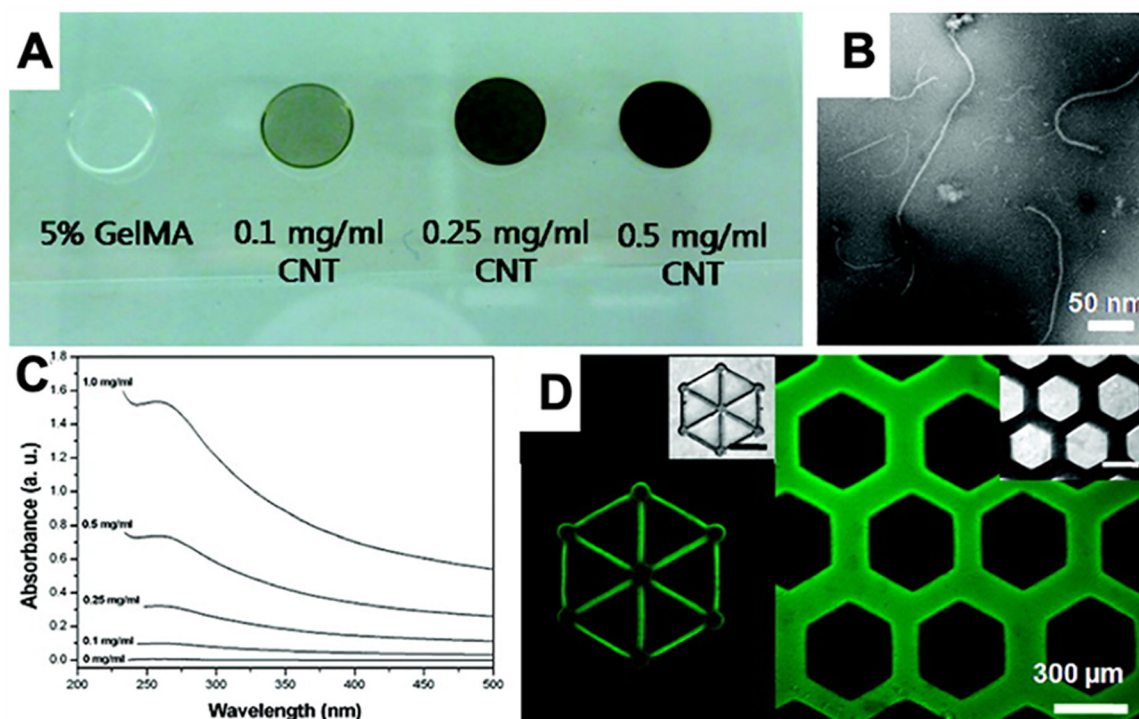 A
5% GelMA
0.1 mg/ml
CNT
0.25 mg/ml
CNT
0.5 mg/ml
CNT
B
50 nm
C
1.8
1.6
1.4
1.2
1.0
0.8
0.6
0.4
0.2
0.0
1.0 mg/ml
0.5 mg/ml
0.25 mg/ml
0.1 mg/ml
0 mg/ml
200
250
300
350
400
450
500
Absorbance (a. u.)
Wavelength (nm)
D
300 µm